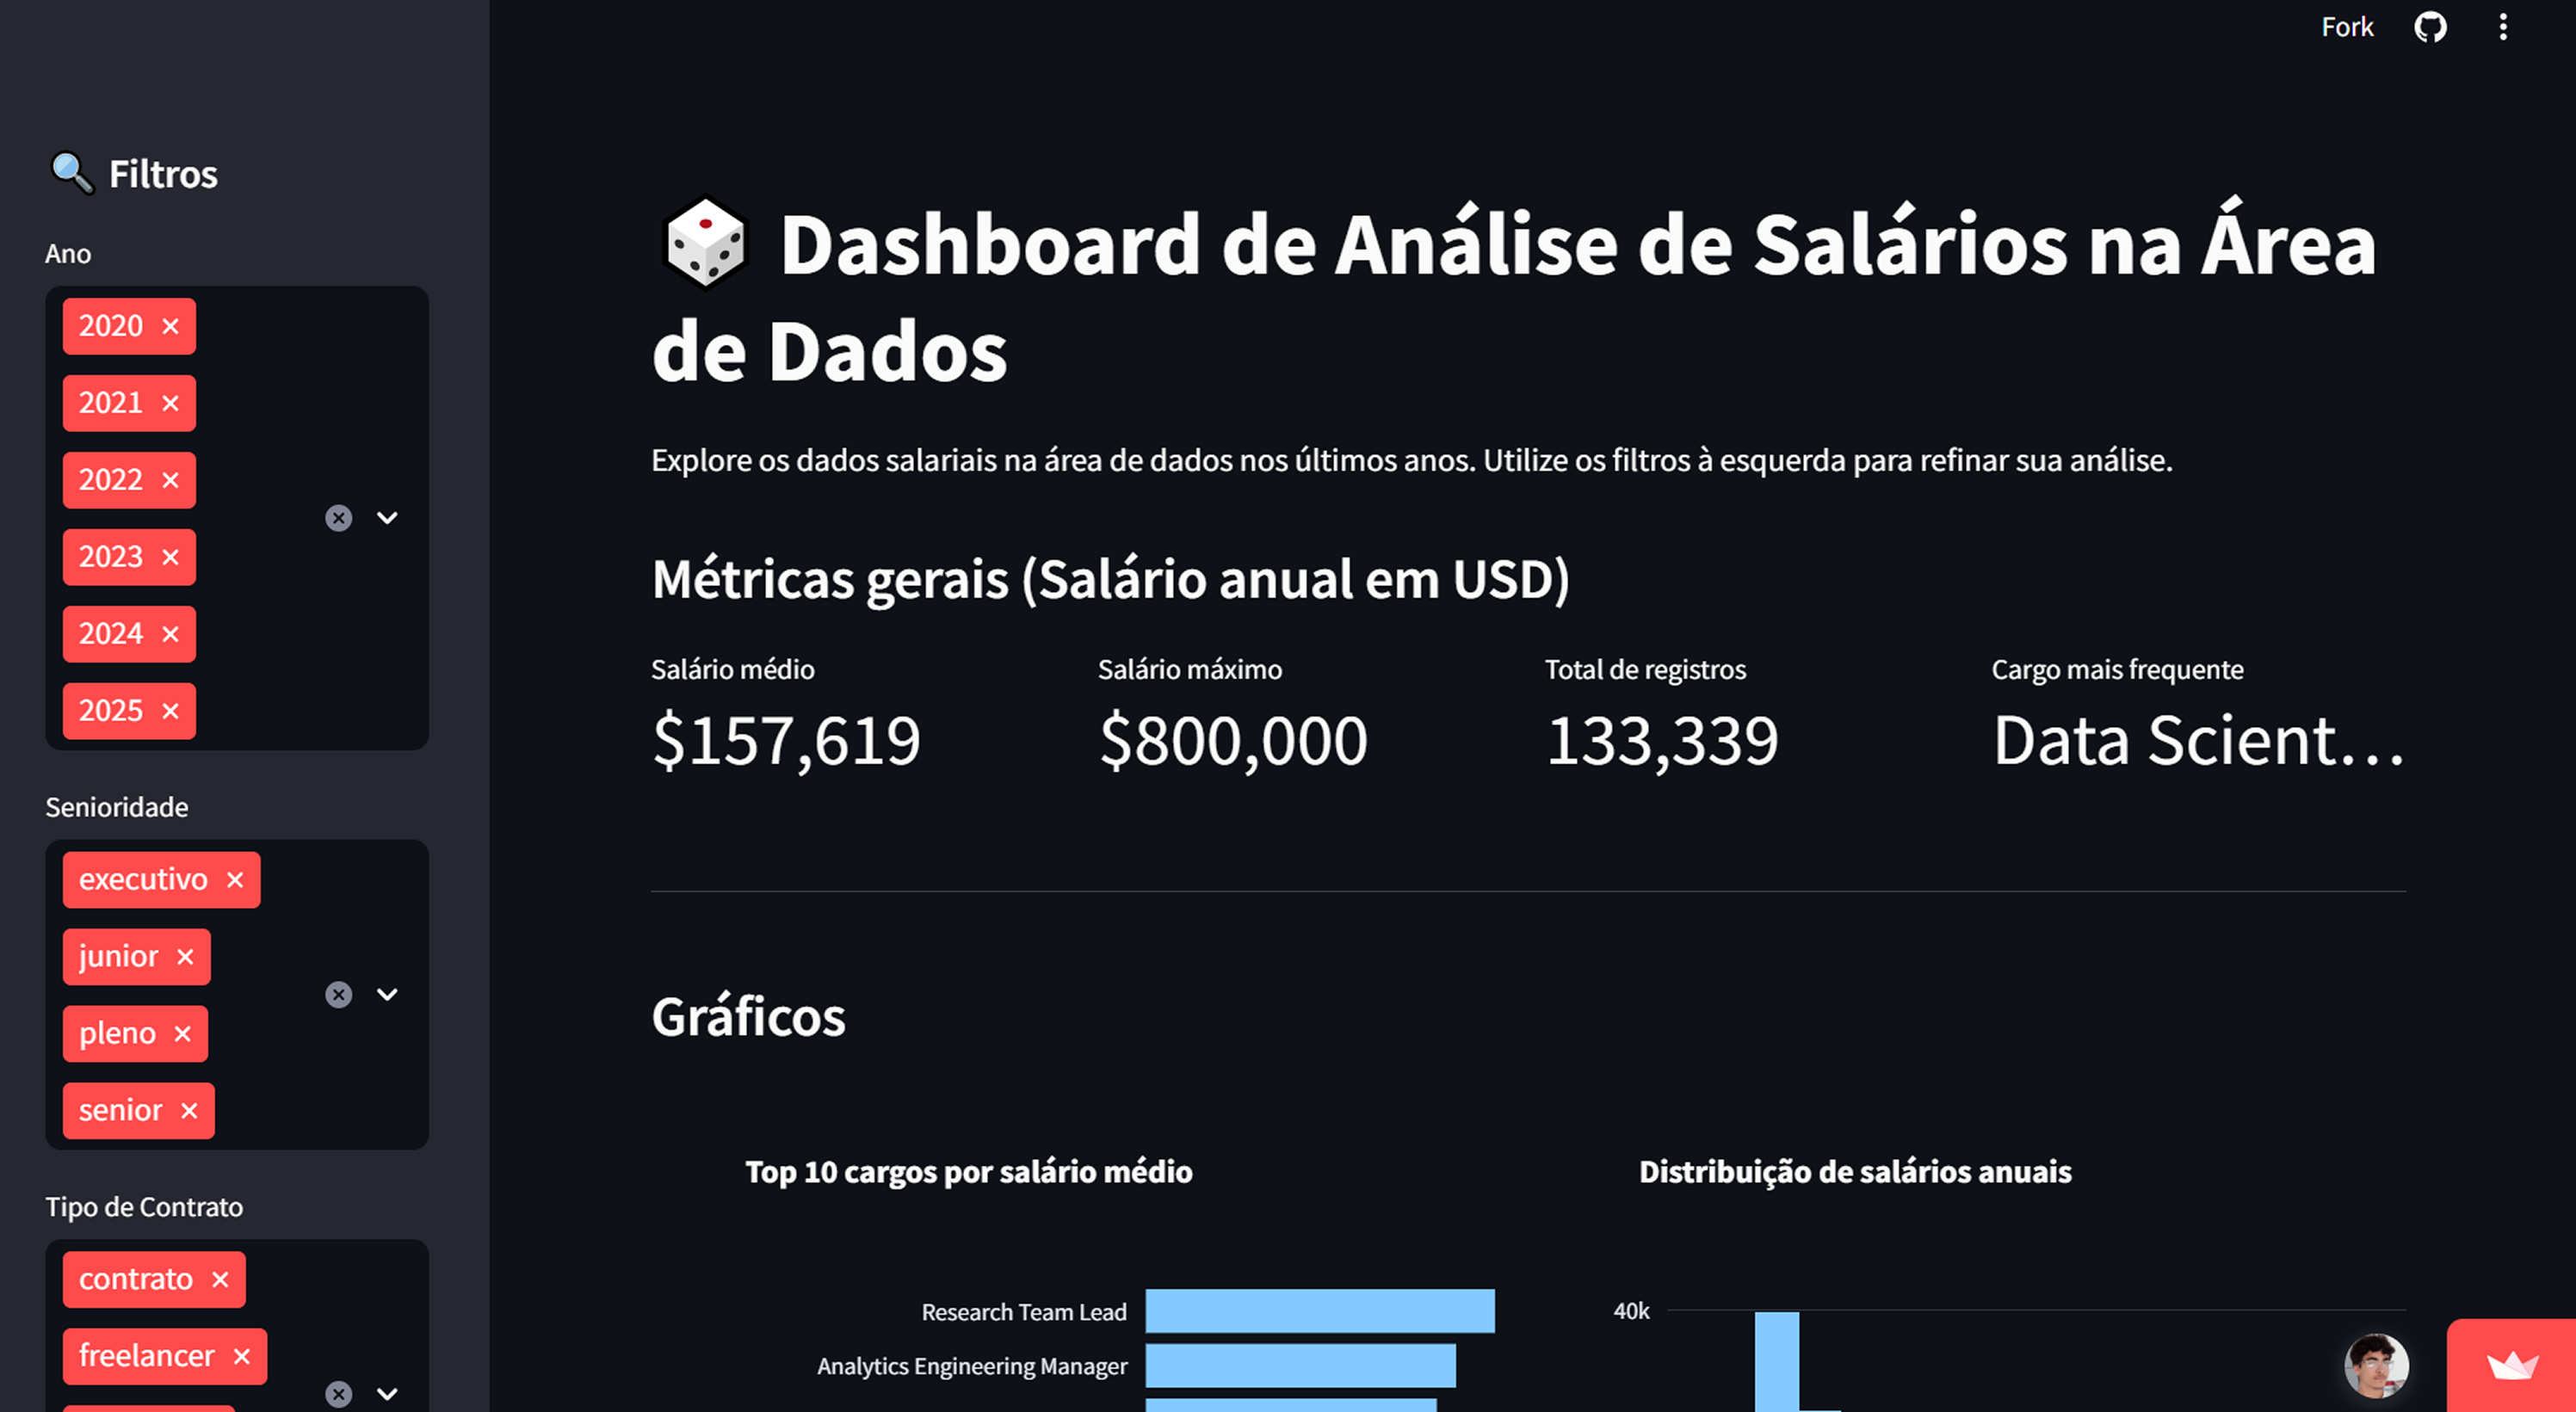 Fork
Filtros
Ano
2020
2021
2022
2023
2024
2025
Senioridade
executivo
junior
pleno
senior
Tipo de Contrato
contrato
freelancer
Dashboard de Análise de Salários na Área
de Dados
Explore os dados salariais na área de dados nos últimos anos. Utilize os filtros à esquerda para refinar sua análise.
Métricas gerais (Salário anual em USD)
Salário médio
$157,619
Salário máximo
$800,000
Total de registros
133,339
Cargo mais frequente
Data Scient…
Gráficos
Top 10 cargos por salário médio
Research Team Lead
Analytics Engineering Manager
Distribuição de salários anuais
40k